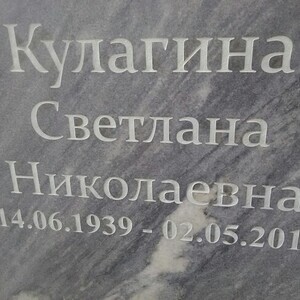 Кулагина
Светлана
Николаевна
14.06.1939 - 02.05.201